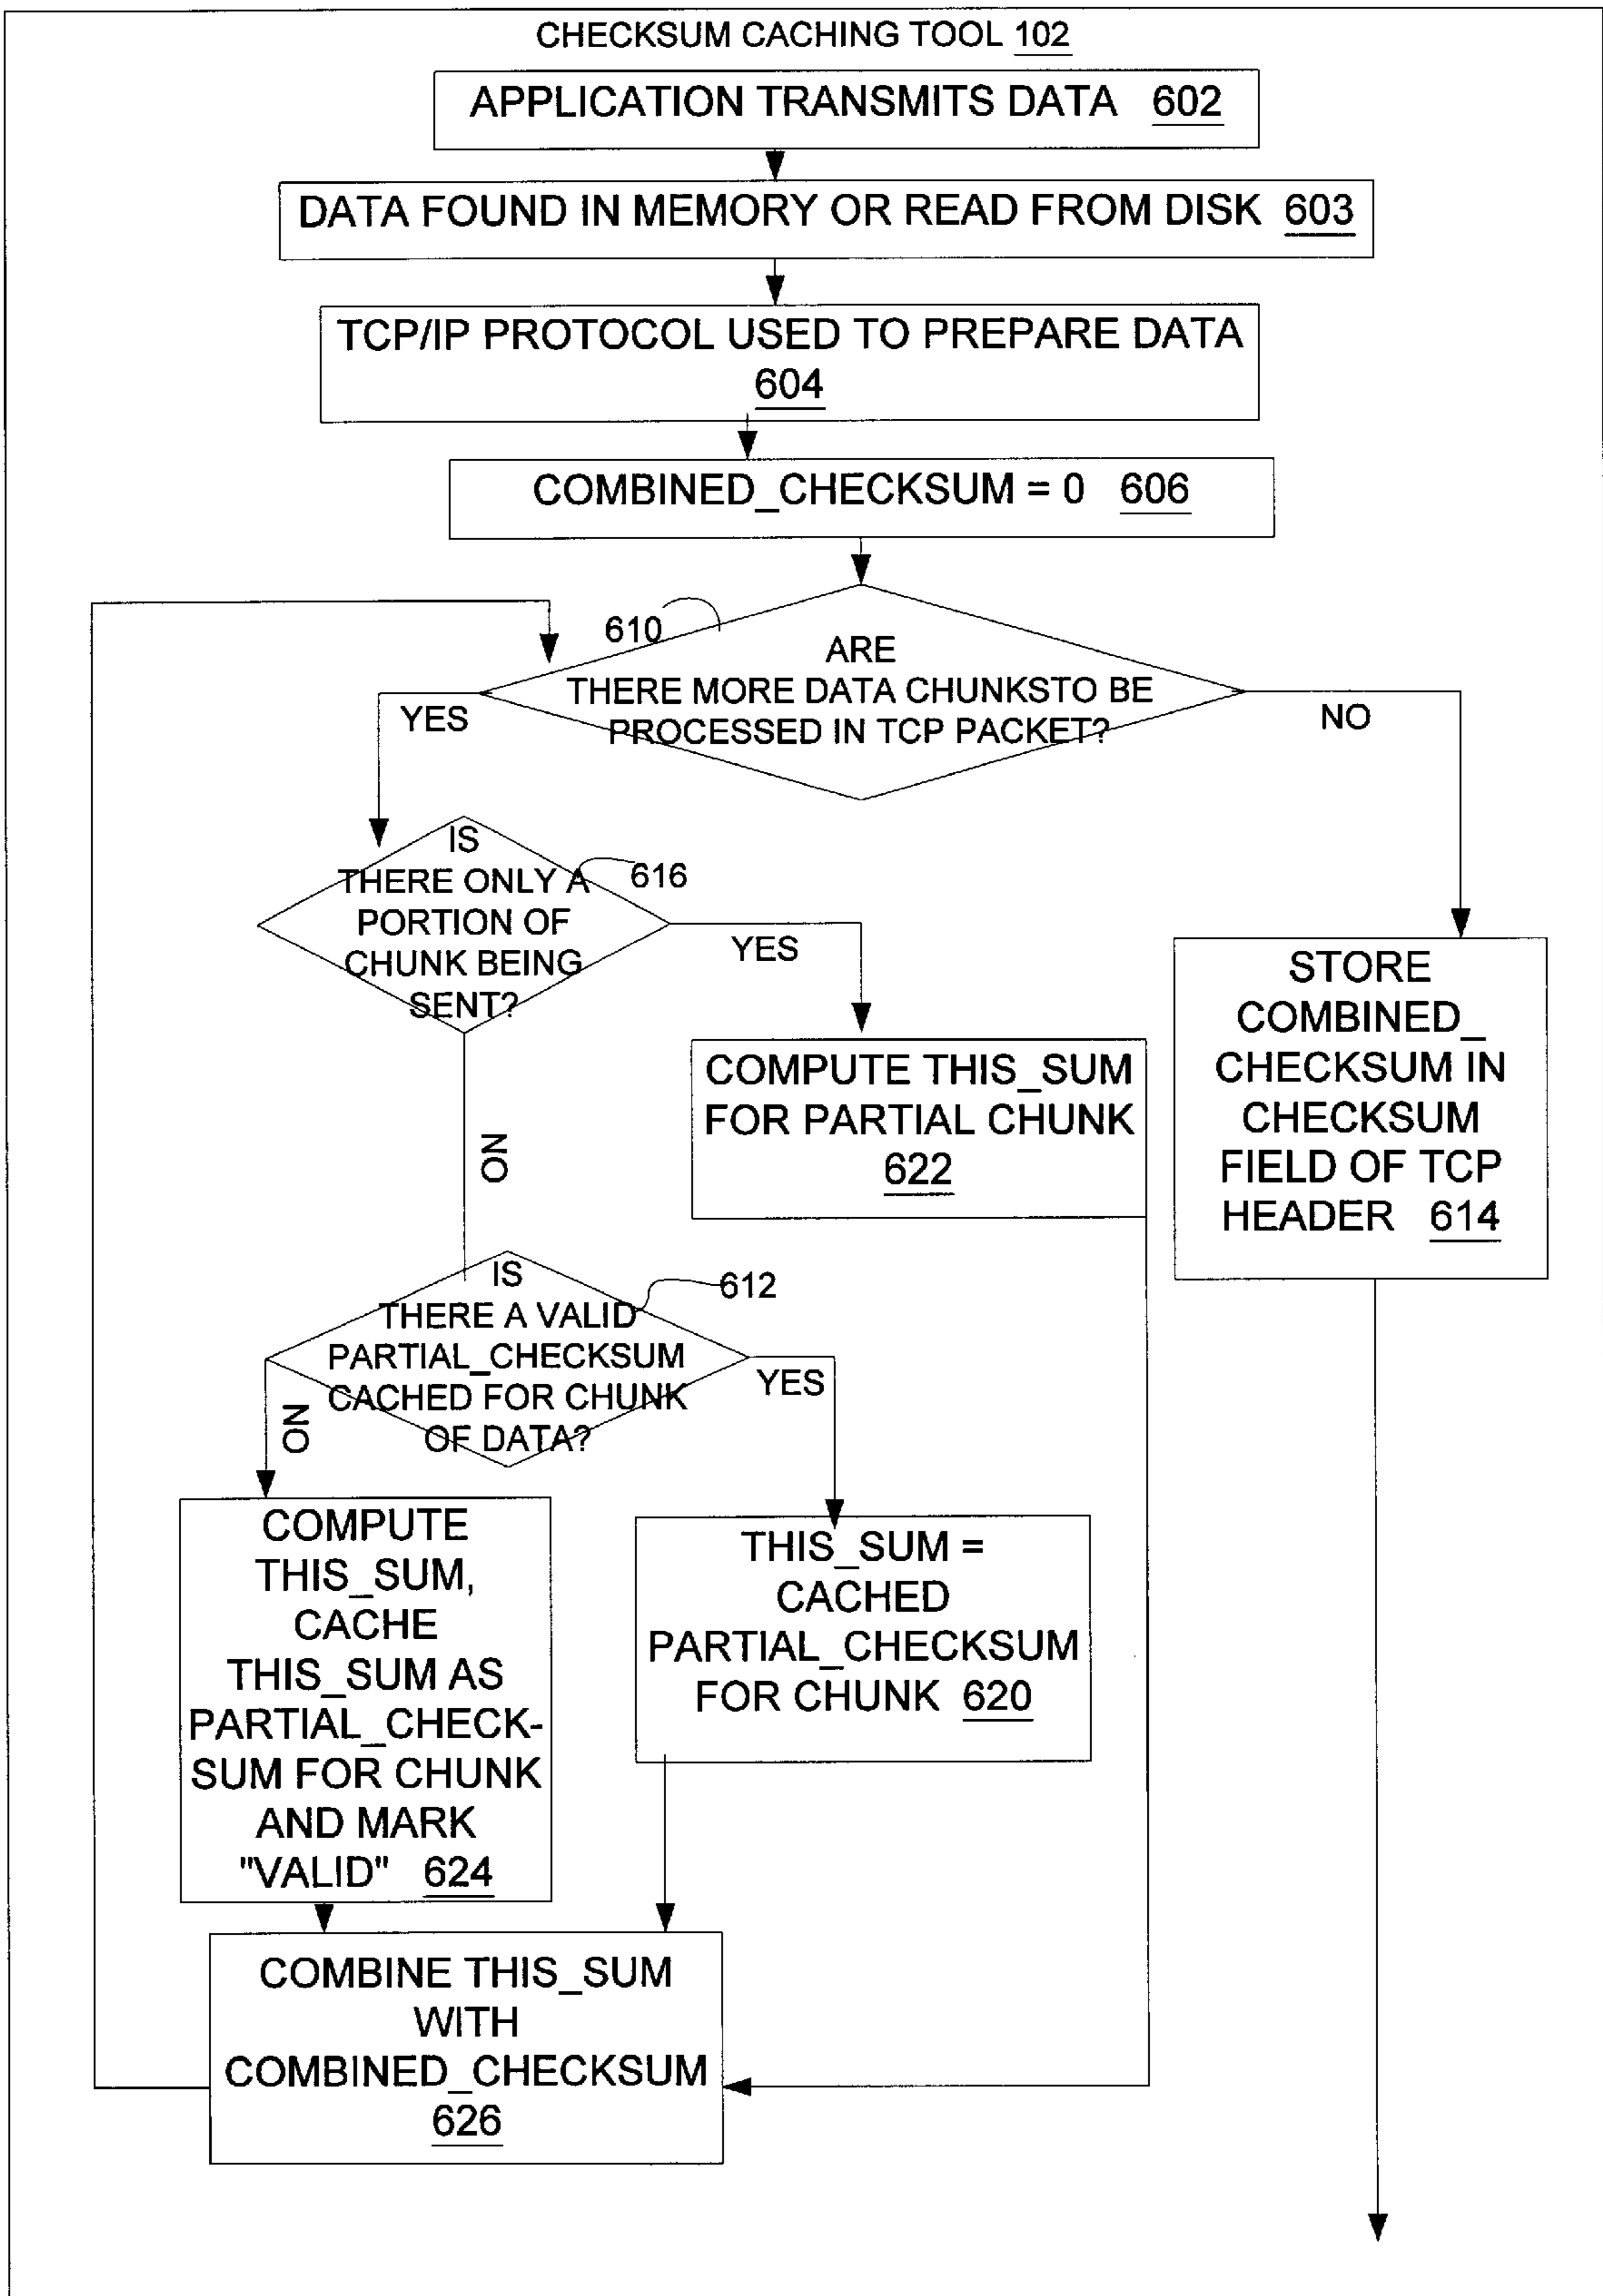 CHECKSUM CACHING TOOL 102
APPLICATION TRANSMITS DATA 602
DATA FOUND IN MEMORY OR READ FROM DISK 603
TCP/IP PROTOCOL USED TO PREPARE DATA
604
COMBINED_CHECKSUM = 0 606
610
ARE
THERE MORE DATA CHUNKSTO BE
PROCESSED IN TCP PACKET?
YES
NO
IS
THERE ONLY A
PORTION OF
CHUNK BEING
SENT?
616
YES
NO
COMPUTE THIS_SUM
FOR PARTIAL CHUNK
622
STORE
COMBINED_
CHECKSUM IN
CHECKSUM
FIELD OF TCP
HEADER 614
IS
THERE A VALID
PARTIAL_CHECKSUM
CACHED FOR CHUNK
OF DATA?
612
YES
NO
COMPUTE
THIS_SUM,
CACHE
THIS_SUM AS
PARTIAL_CHECK-
SUM FOR CHUNK
AND MARK
"VALID" 624
THIS_SUM =
CACHED
PARTIAL_CHECKSUM
FOR CHUNK 620
COMBINE THIS_SUM
WITH
COMBINED_CHECKSUM
626